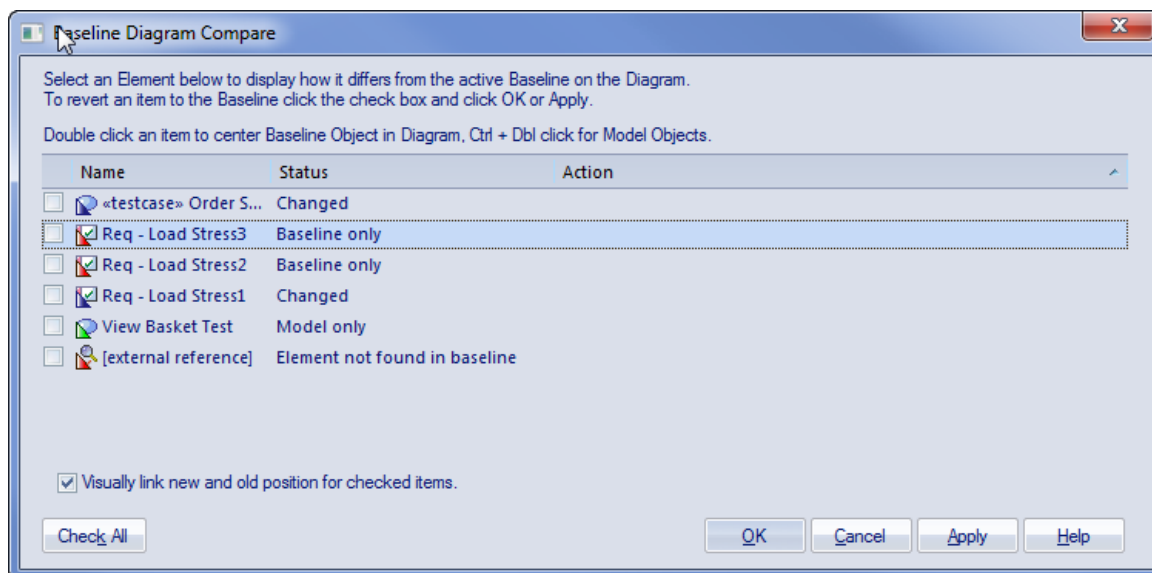 Baseline Diagram Compare
Select an Element below to display how it differs from the active Baseline on the Diagram.
To revert an item to the Baseline click the check box and click OK or Apply.
Double click an item to center Baseline Object in Diagram, Ctrl + Dbl click for Model Objects.
Name Status Action
«testcase» Order S... Changed
Req - Load Stress3 Baseline only
Req - Load Stress2 Baseline only
Req - Load Stress1 Changed
View Basket Test Model only
[external reference] Element not found in baseline
Visually link new and old position for checked items.
Check All OK Cancel Apply Help